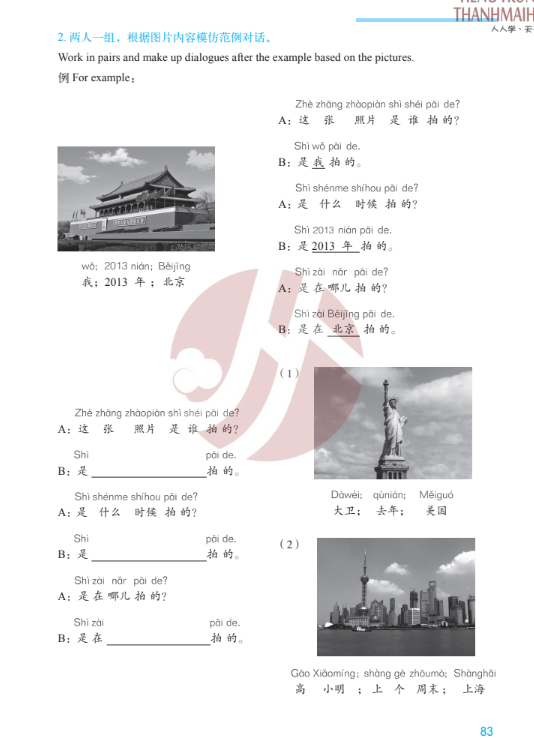 THANHMAIH
人人学、
2. 两人一组，根据图片内容模仿范例对话。
Work in pairs and make up dialogues after the example based on the pictures.
例 For example：
Zhè zhāng zhàopiàn shì shéi pāi de?
A：这 张 照片 是 谁 拍 的？
Shì wǒ pāi de.
B：是 我 拍 的。
Shì shénme shíhou pāi de?
A：是 什么 时候 拍 的？
Shì 2013 nián pāi de.
B：是 2013 年 拍 的。
Shì zài nǎr pāi de?
A：是 在 哪儿 拍 的？
Shì zài Běijīng pāi de.
B：是 在 北京 拍 的。
wǒ; 2013 nián; Běijīng
我；2013 年；北京
Zhè zhāng zhàopiàn shì shéi pāi de?
A：这 张 照片 是 谁 拍 的？
Shì pāi de.
B：是 ____________ 拍 的。
Shì shénme shíhou pāi de?
A：是 什么 时候 拍 的？
Shì pāi de.
B：是 ____________ 拍 的。
Shì zài nǎr pāi de?
A：是 在 哪儿 拍 的？
Shì zài pāi de.
B：是 在 ____________ 拍 的。
（1）
Dàwèi; qùnián; Měiguó
大卫； 去年； 美国
（2）
Gāo Xiǎomíng; shàng gè zhōumò; Shànghǎi
高 小明 ；上 个 周末； 上海
83